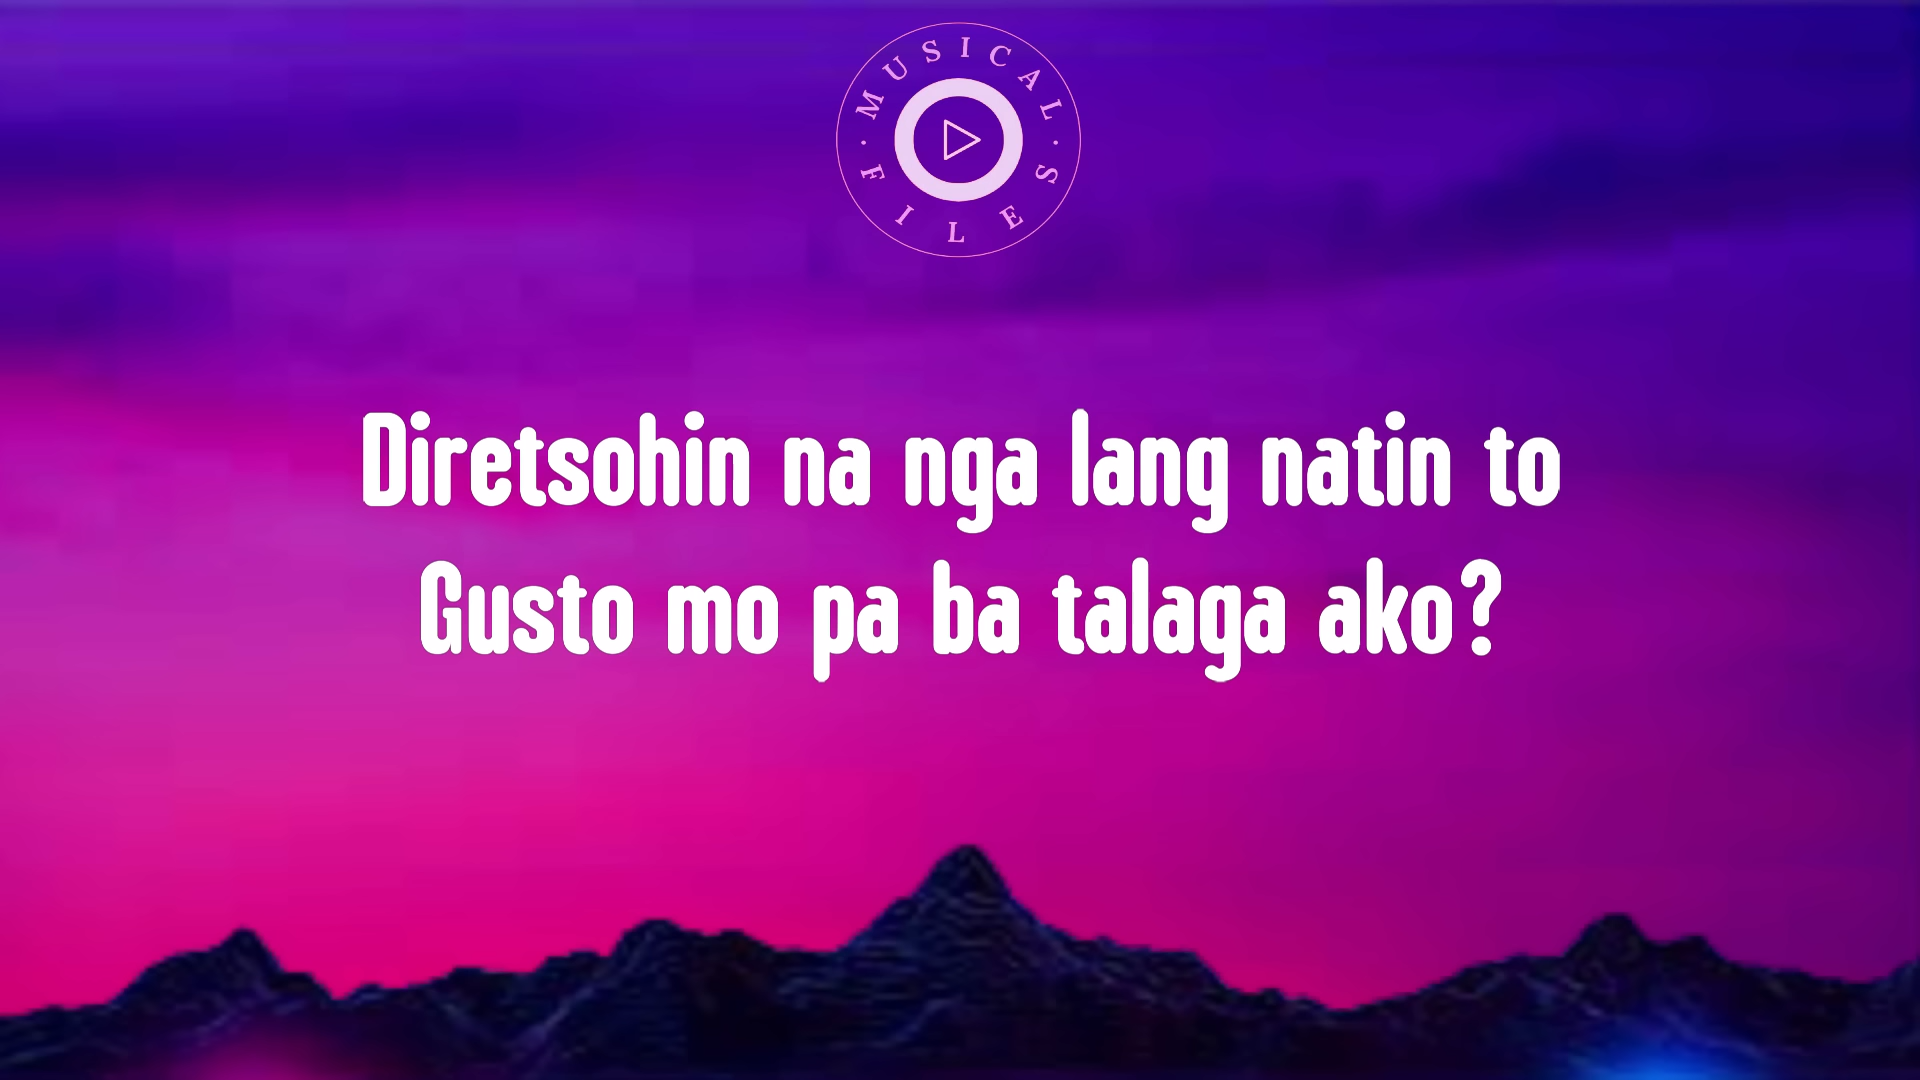 MUSICAL
FILES
Diretsohin na nga lang natin to
Gusto mo pa ba talaga ako?